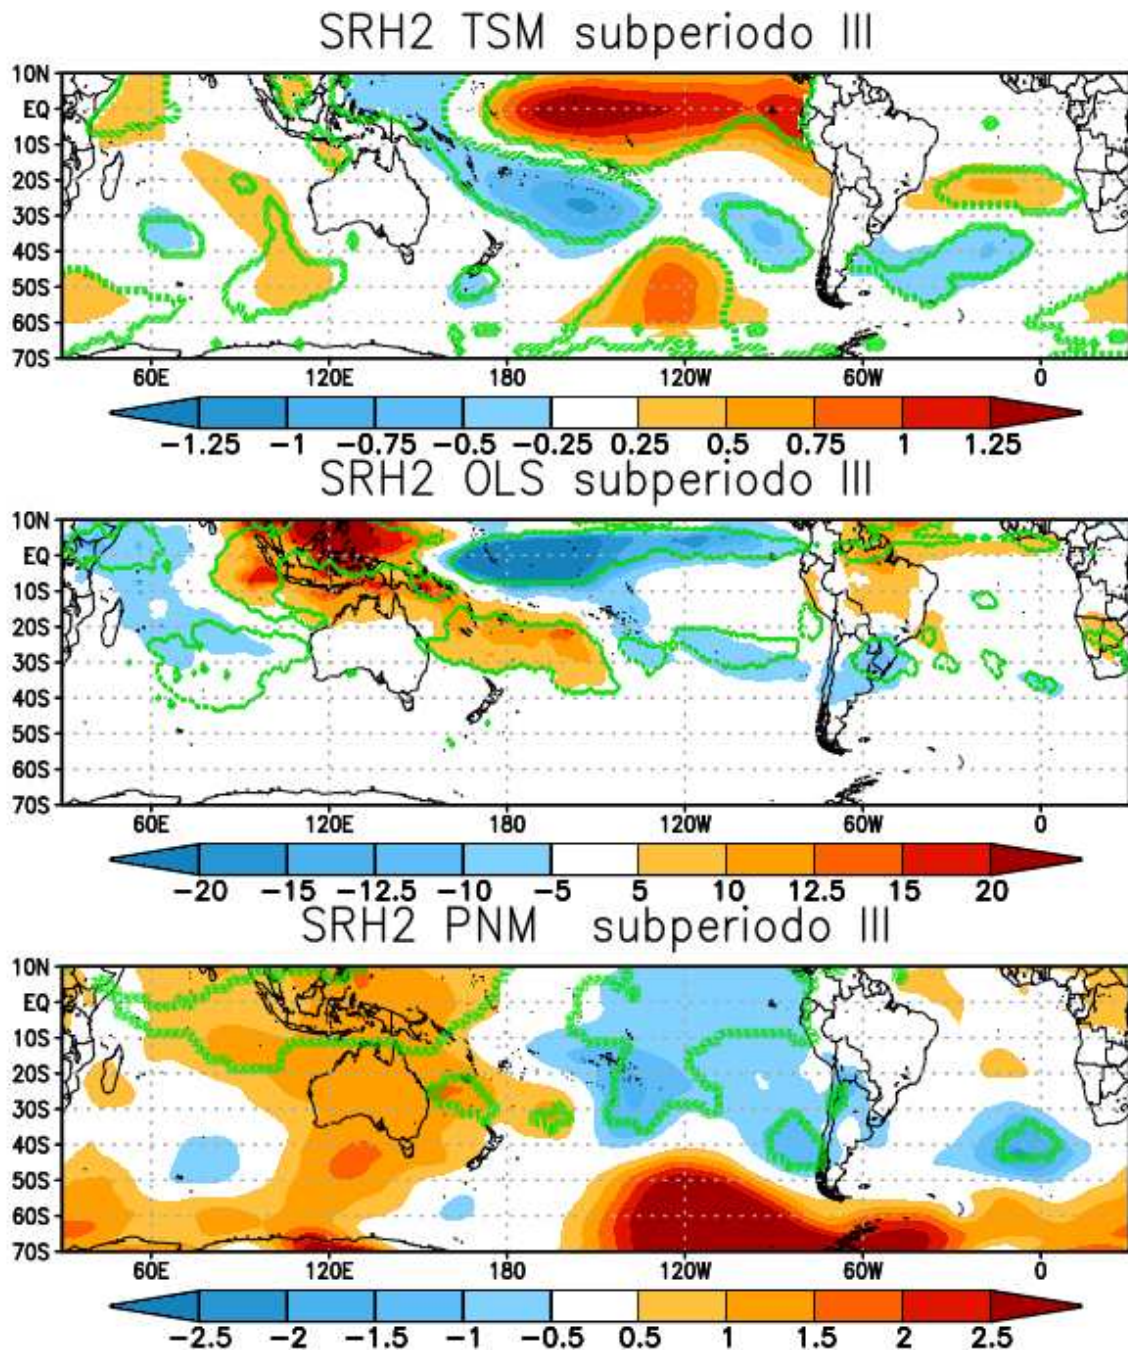 SRH2 TSM subperiodo III
10N
EQ
10S
20S
30S
40S
50S
60S
70S
60E 120E 180 120W 60W 0
−1.25 −1 −0.75 −0.5 −0.25 0.25 0.5 0.75 1 1.25
SRH2 OLS subperiodo III
10N
EQ
10S
20S
30S
40S
50S
60S
70S
60E 120E 180 120W 60W 0
−20 −15 −12.5 −10 −5 5 10 12.5 15 20
SRH2 PNM subperiodo III
10N
EQ
10S
20S
30S
40S
50S
60S
70S
60E 120E 180 120W 60W 0
−2.5 −2 −1.5 −1 −0.5 0.5 1 1.5 2 2.5